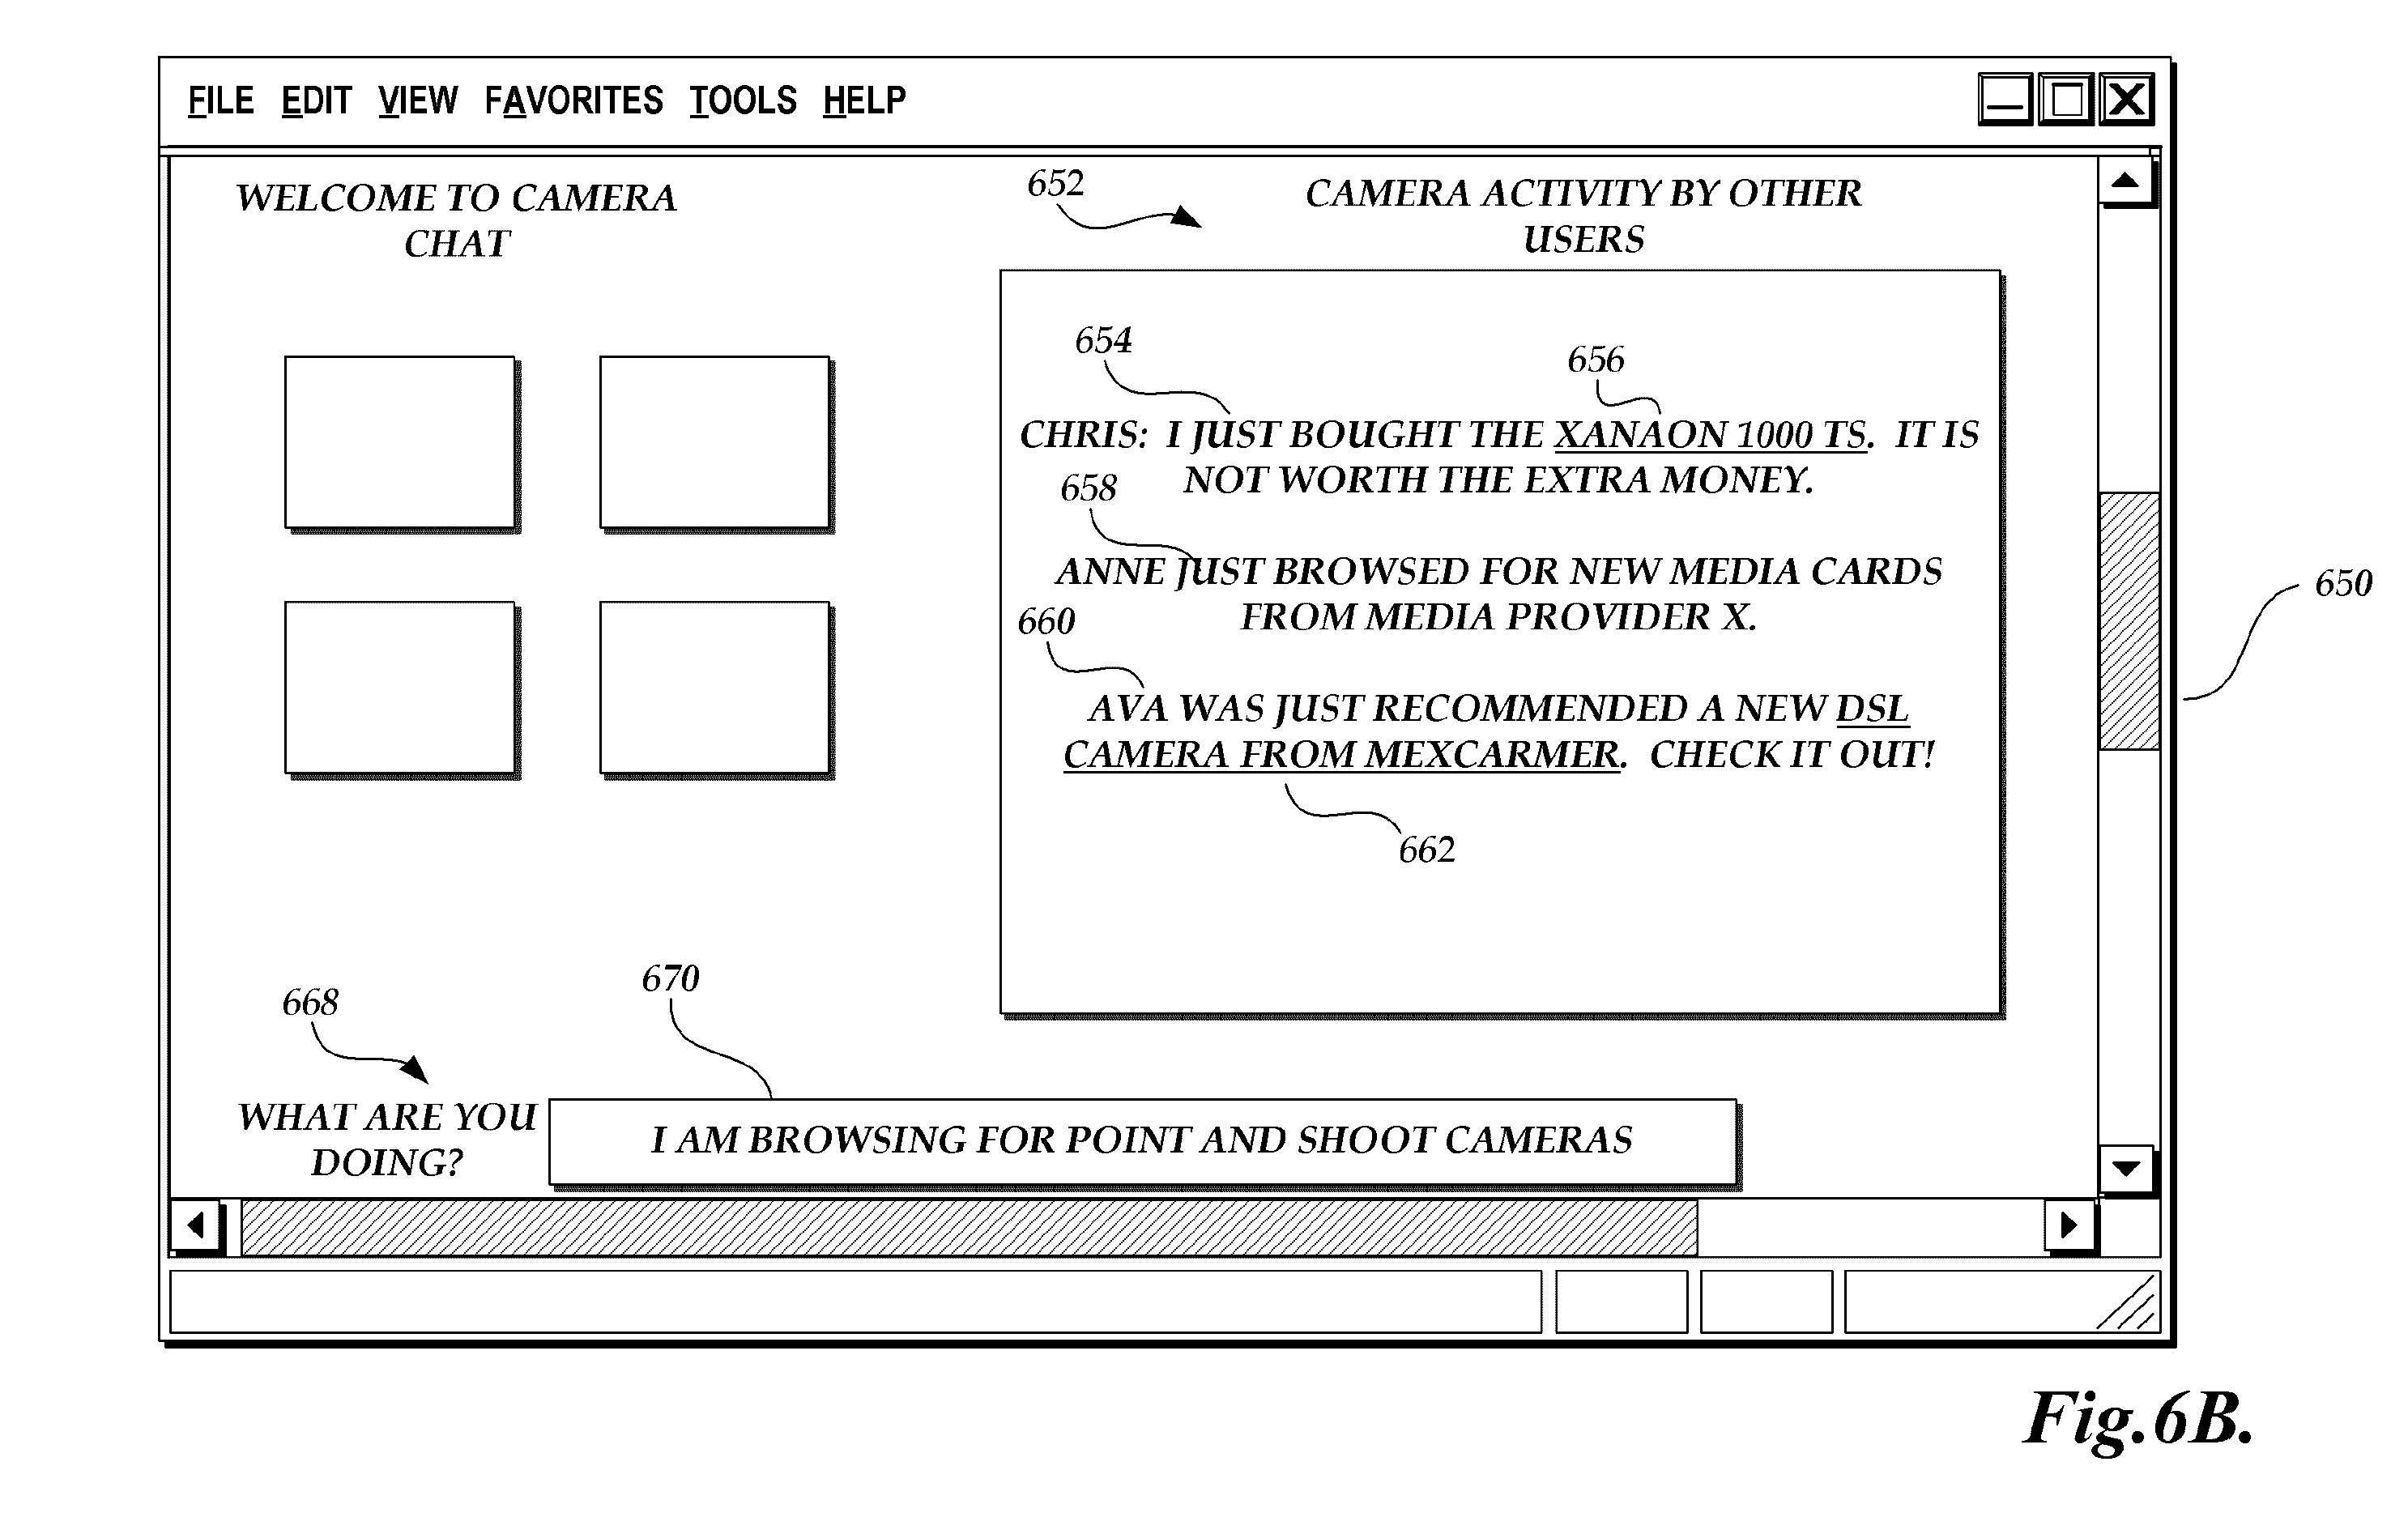 FILE EDIT VIEW FAVORITES TOOLS HELP
WELCOME TO CAMERA
CHAT
652
CAMERA ACTIVITY BY OTHER
USERS
654
656
CHRIS: I JUST BOUGHT THE XANAON 1000 TS. IT IS
NOT WORTH THE EXTRA MONEY.
658
ANNE JUST BROWSED FOR NEW MEDIA CARDS
FROM MEDIA PROVIDER X.
660
AVA WAS JUST RECOMMENDED A NEW DSL
CAMERA FROM MEXCARMER. CHECK IT OUT!
662
650
668
670
WHAT ARE YOU
DOING?
I AM BROWSING FOR POINT AND SHOOT CAMERAS
Fig.6B.